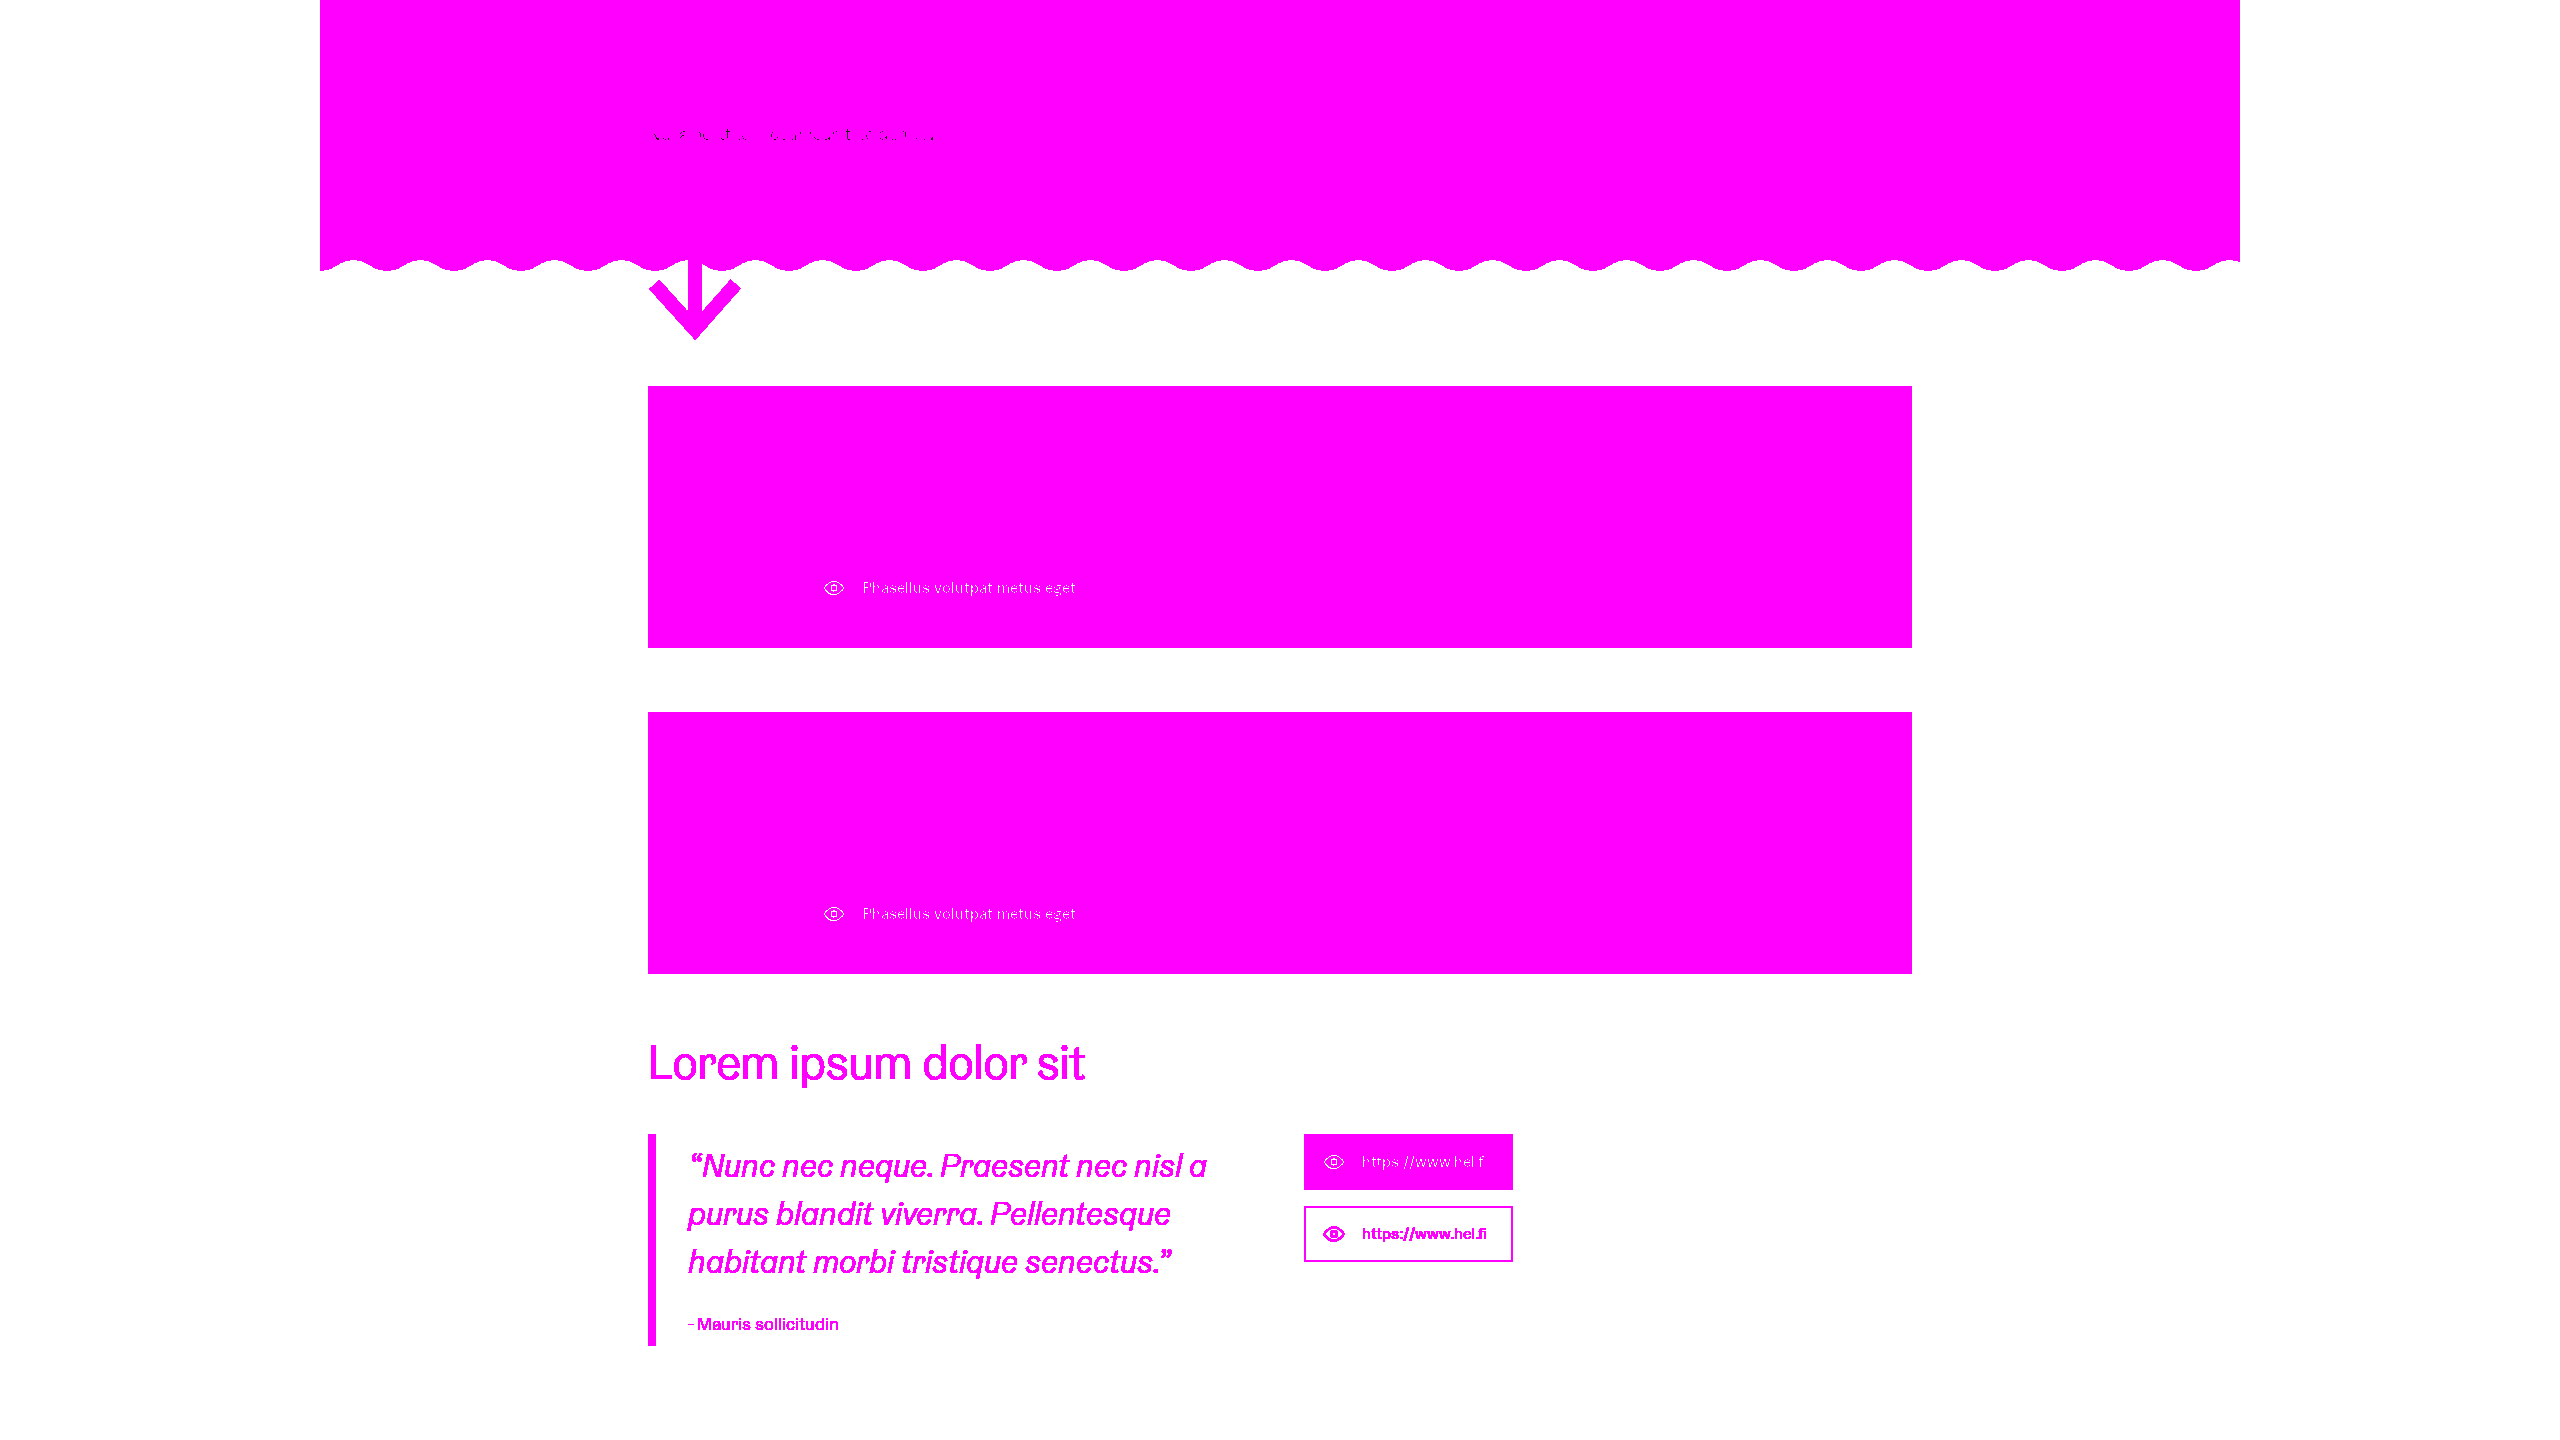 Phasellus volutpat metus eget
Phasellus volutpat metus eget
Lorem ipsum dolor sit
“Nunc nec neque. Praesent nec nisl a
purus blandit viverra. Pellentesque
habitant morbi tristique senectus.”
- Mauris sollicitudin
https://www.hel.fi
https://www.hel.fi